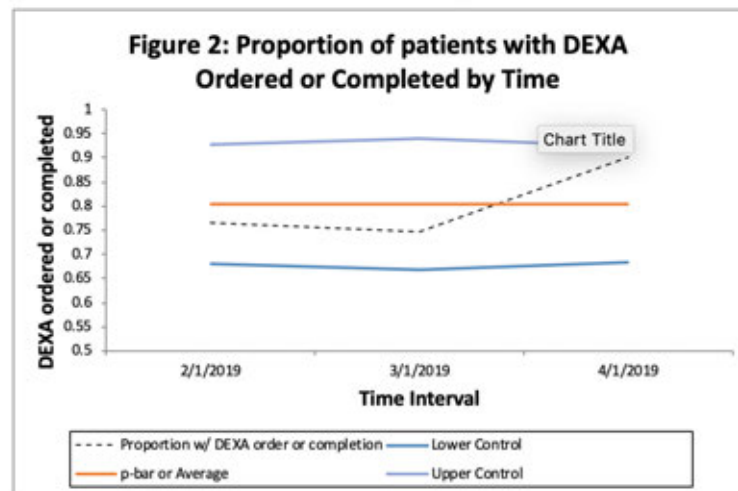 Figure 2: Proportion of patients with DEXA
Ordered or Completed by Time
DEXA ordered or completed
1
0.95
0.9
0.85
0.8
0.75
0.7
0.65
0.6
0.55
0.5
Chart Title
2/1/2019 3/1/2019 4/1/2019
Time Interval
Proportion w/ DEXA order or completion Lower Control
p-bar or Average Upper Control